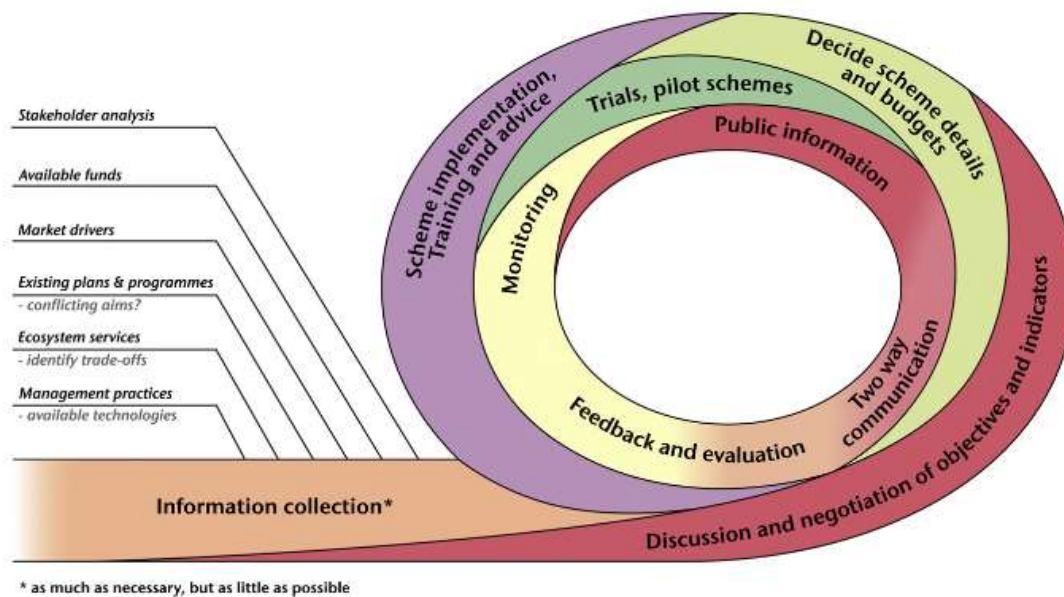 Stakeholder analysis
Available funds
Market drivers
Existing plans & programmes
- conflicting aims?
Ecosystem services
- identify trade-offs
Management practices
- available technologies
Information collection*
Discussion and negotiation of objectives and indicators
Decide scheme details
and budgets
Scheme implementation,
Training and advice
Trials, pilot schemes
Monitoring
Public information
Two way
communication
Feedback and evaluation
* as much as necessary, but as little as possible